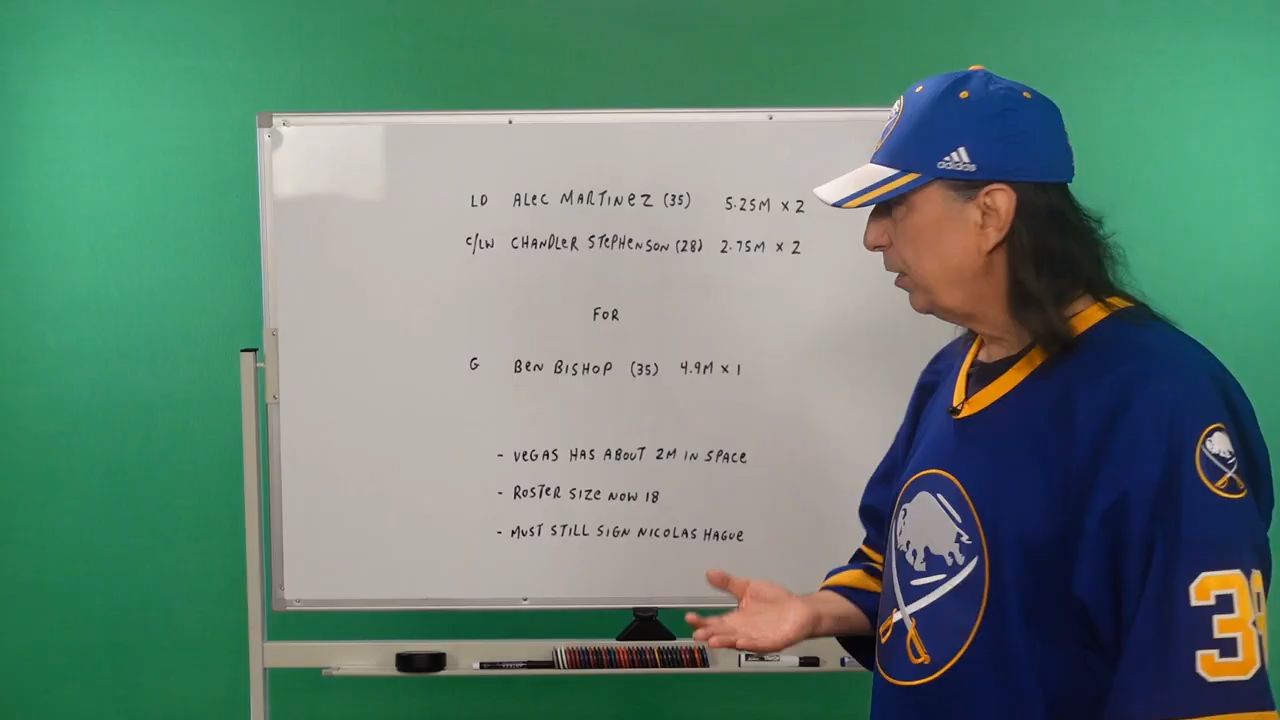 LD ALEC MARTINEZ (35) 5.25M X 2
C/LW CHANDLER STEPHENSON (28) 2.75M X 2
FOR
G BEN BISHOP (35) 4.9M X 1
- VEGAS HAS ABOUT 2M IN SPACE
- ROSTER SIZE NOW 18
- MUST STILL SIGN NICOLAS HAGUE
adidas